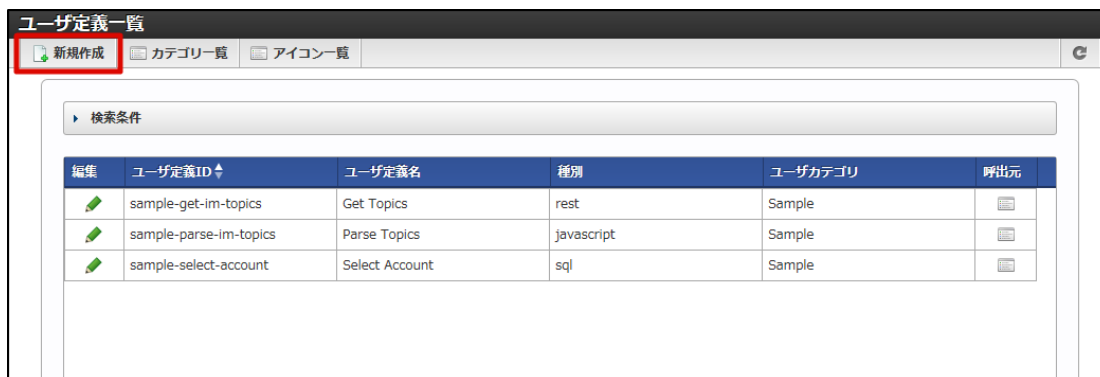 ユーザ定義一覧
新規作成 カテゴリ一覧 アイコン一覧
検索条件
編集 ユーザ定義ID ユーザ定義名 種別 ユーザカテゴリ 呼出元
sample-get-im-topics Get Topics rest Sample
sample-parse-im-topics Parse Topics javascript Sample
sample-select-account Select Account sql Sample